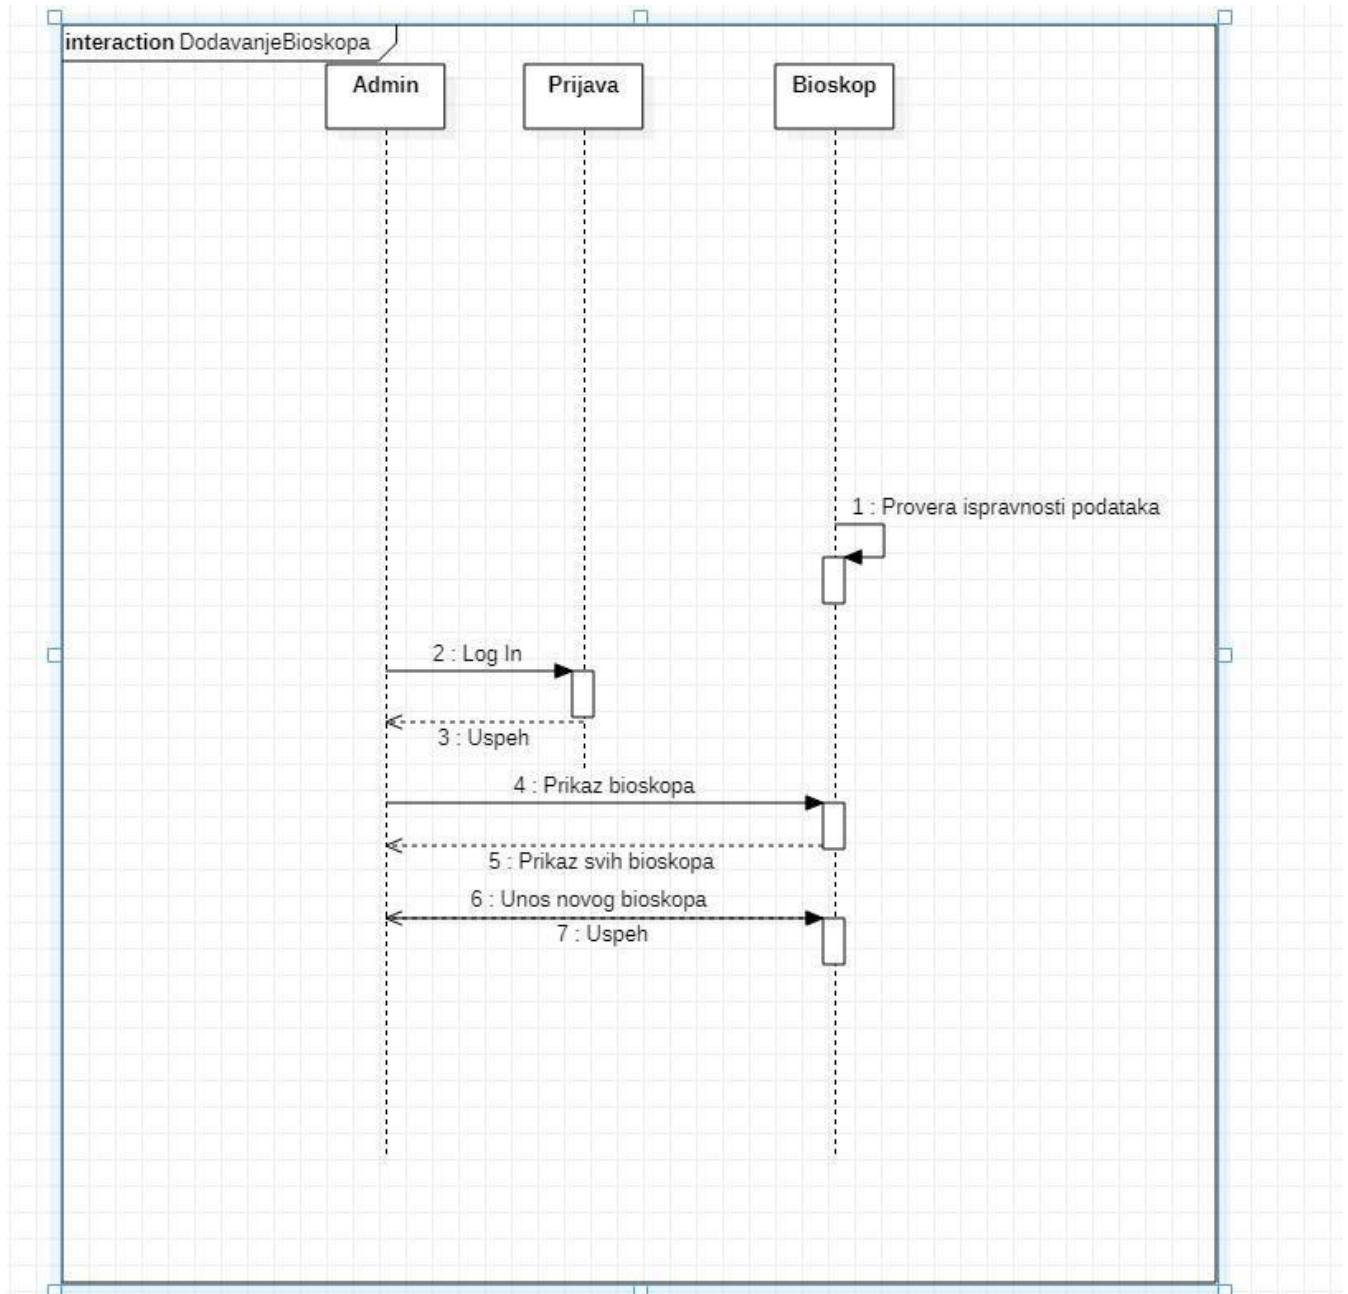 interaction DodavanjeBioskopa
Admin
Prijava
Bioskop
1 : Provera ispravnosti podataka
2 : Log In
3 : Uspeh
4 : Prikaz bioskopa
5 : Prikaz svih bioskopa
6 : Unos novog bioskopa
7 : Uspeh